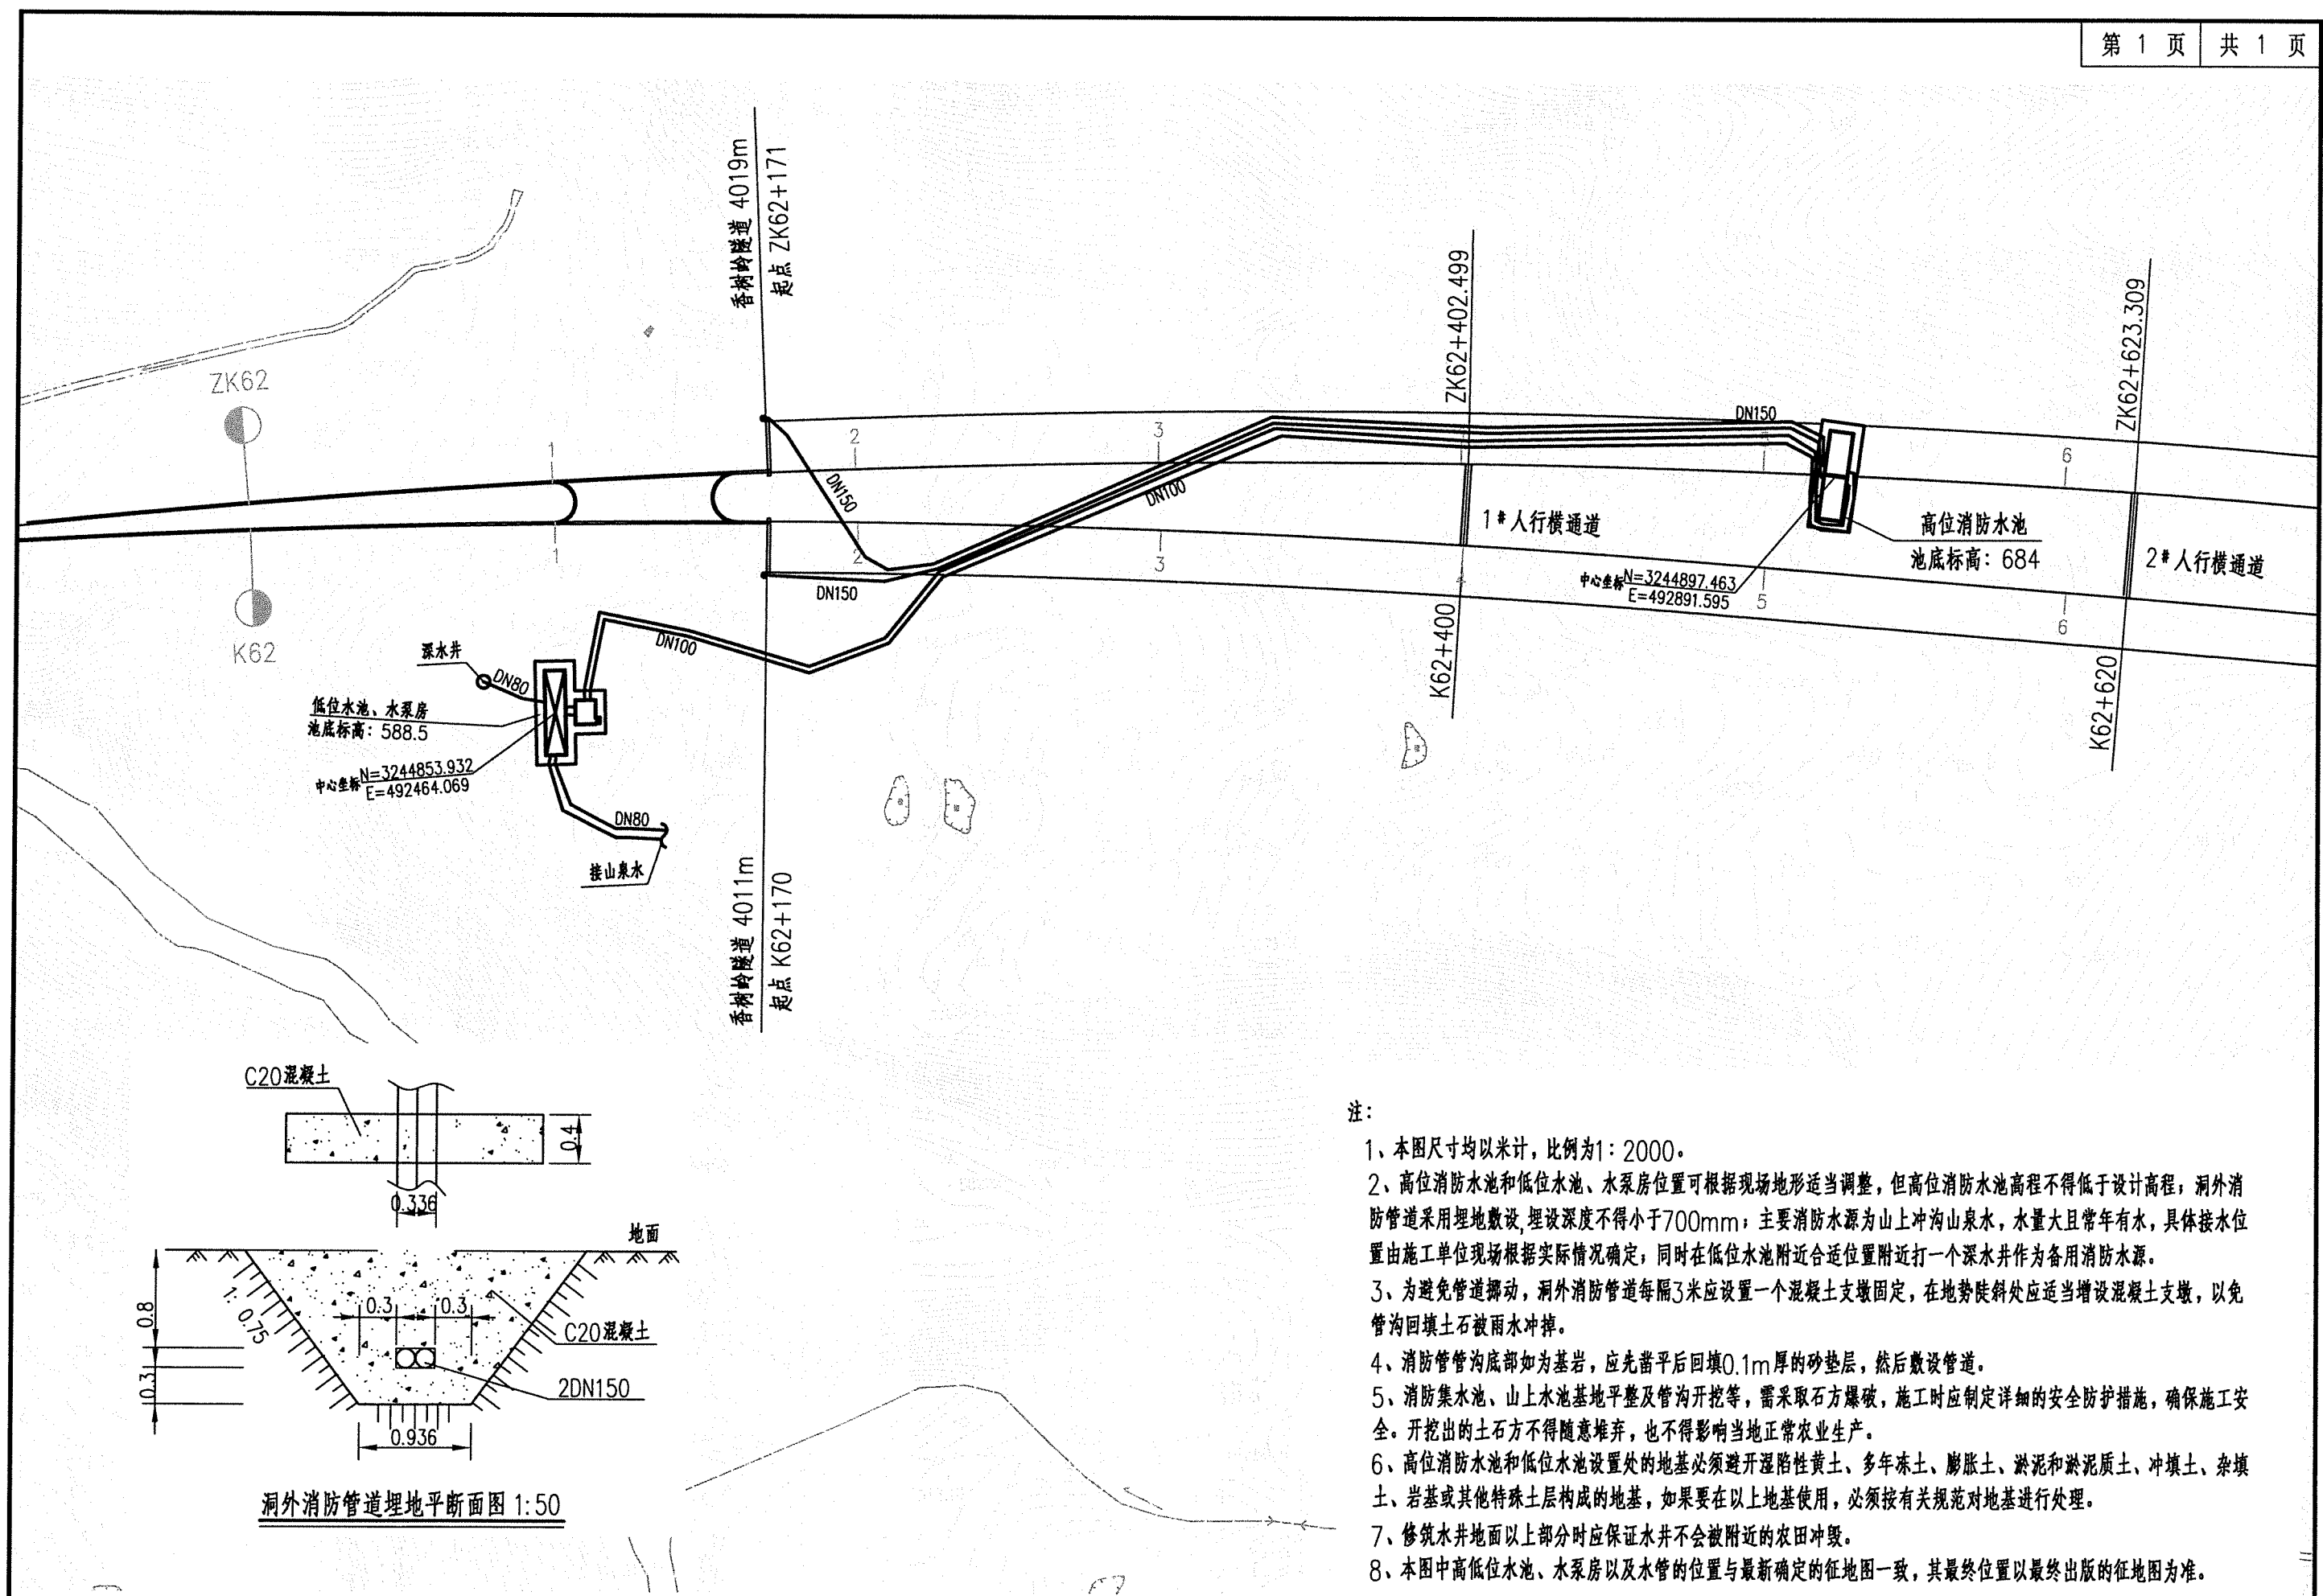 第 1 页 共 1 页
香树岭隧道 4019m
起点 ZK62+171
ZK62+402.499
ZK62+623.309
ZK62
K62
1
2
3
5
6
1
2
3
4
5
6
DN150
DN150
DN100
DN150
DN100
1#人行横通道
高位消防水池
池底标高：684
2#人行横通道
中心坐标 N=3244897.463
E=492891.595
K62+400
K62+620
深水井
DN80
低位水池、水泵房
池底标高：588.5
中心坐标 N=3244853.932
E=492464.069
DN80
接山泉水
香树岭隧道 4011m
起点 K62+170
C20混凝土
0.4
0.336
地面
0.8
0.3
1：0.75
0.3
0.3
C20混凝土
2DN150
0.936
洞外消防管道埋地平断面图 1:50
注：
1、本图尺寸均以米计，比例为1：2000。
2、高位消防水池和低位水池、水泵房位置可根据现场地形适当调整，但高位消防水池高程不得低于设计高程；洞外消
防管道采用埋地敷设,埋设深度不得小于700mm；主要消防水源为山上冲沟山泉水，水量大且常年有水，具体接水位
置由施工单位现场根据实际情况确定；同时在低位水池附近合适位置附近打一个深水井作为备用消防水源。
3、为避免管道挪动，洞外消防管道每隔3米应设置一个混凝土支墩固定，在地势陡斜处应适当增设混凝土支墩，以免
管沟回填土石被雨水冲掉。
4、消防管管沟底部如为基岩，应先凿平后回填0.1m厚的砂垫层，然后敷设管道。
5、消防集水池、山上水池基地平整及管沟开挖等，需采取石方爆破，施工时应制定详细的安全防护措施，确保施工安
全。开挖出的土石方不得随意堆弃，也不得影响当地正常农业生产。
6、高位消防水池和低位水池设置处的地基必须避开湿陷性黄土、多年冻土、膨胀土、淤泥和淤泥质土、冲填土、杂填
土、岩基或其他特殊土层构成的地基，如果要在以上地基使用，必须按有关规范对地基进行处理。
7、修筑水井地面以上部分时应保证水井不会被附近的农田冲毁。
8、本图中高低位水池、水泵房以及水管的位置与最新确定的征地图一致，其最终位置以最终出版的征地图为准。